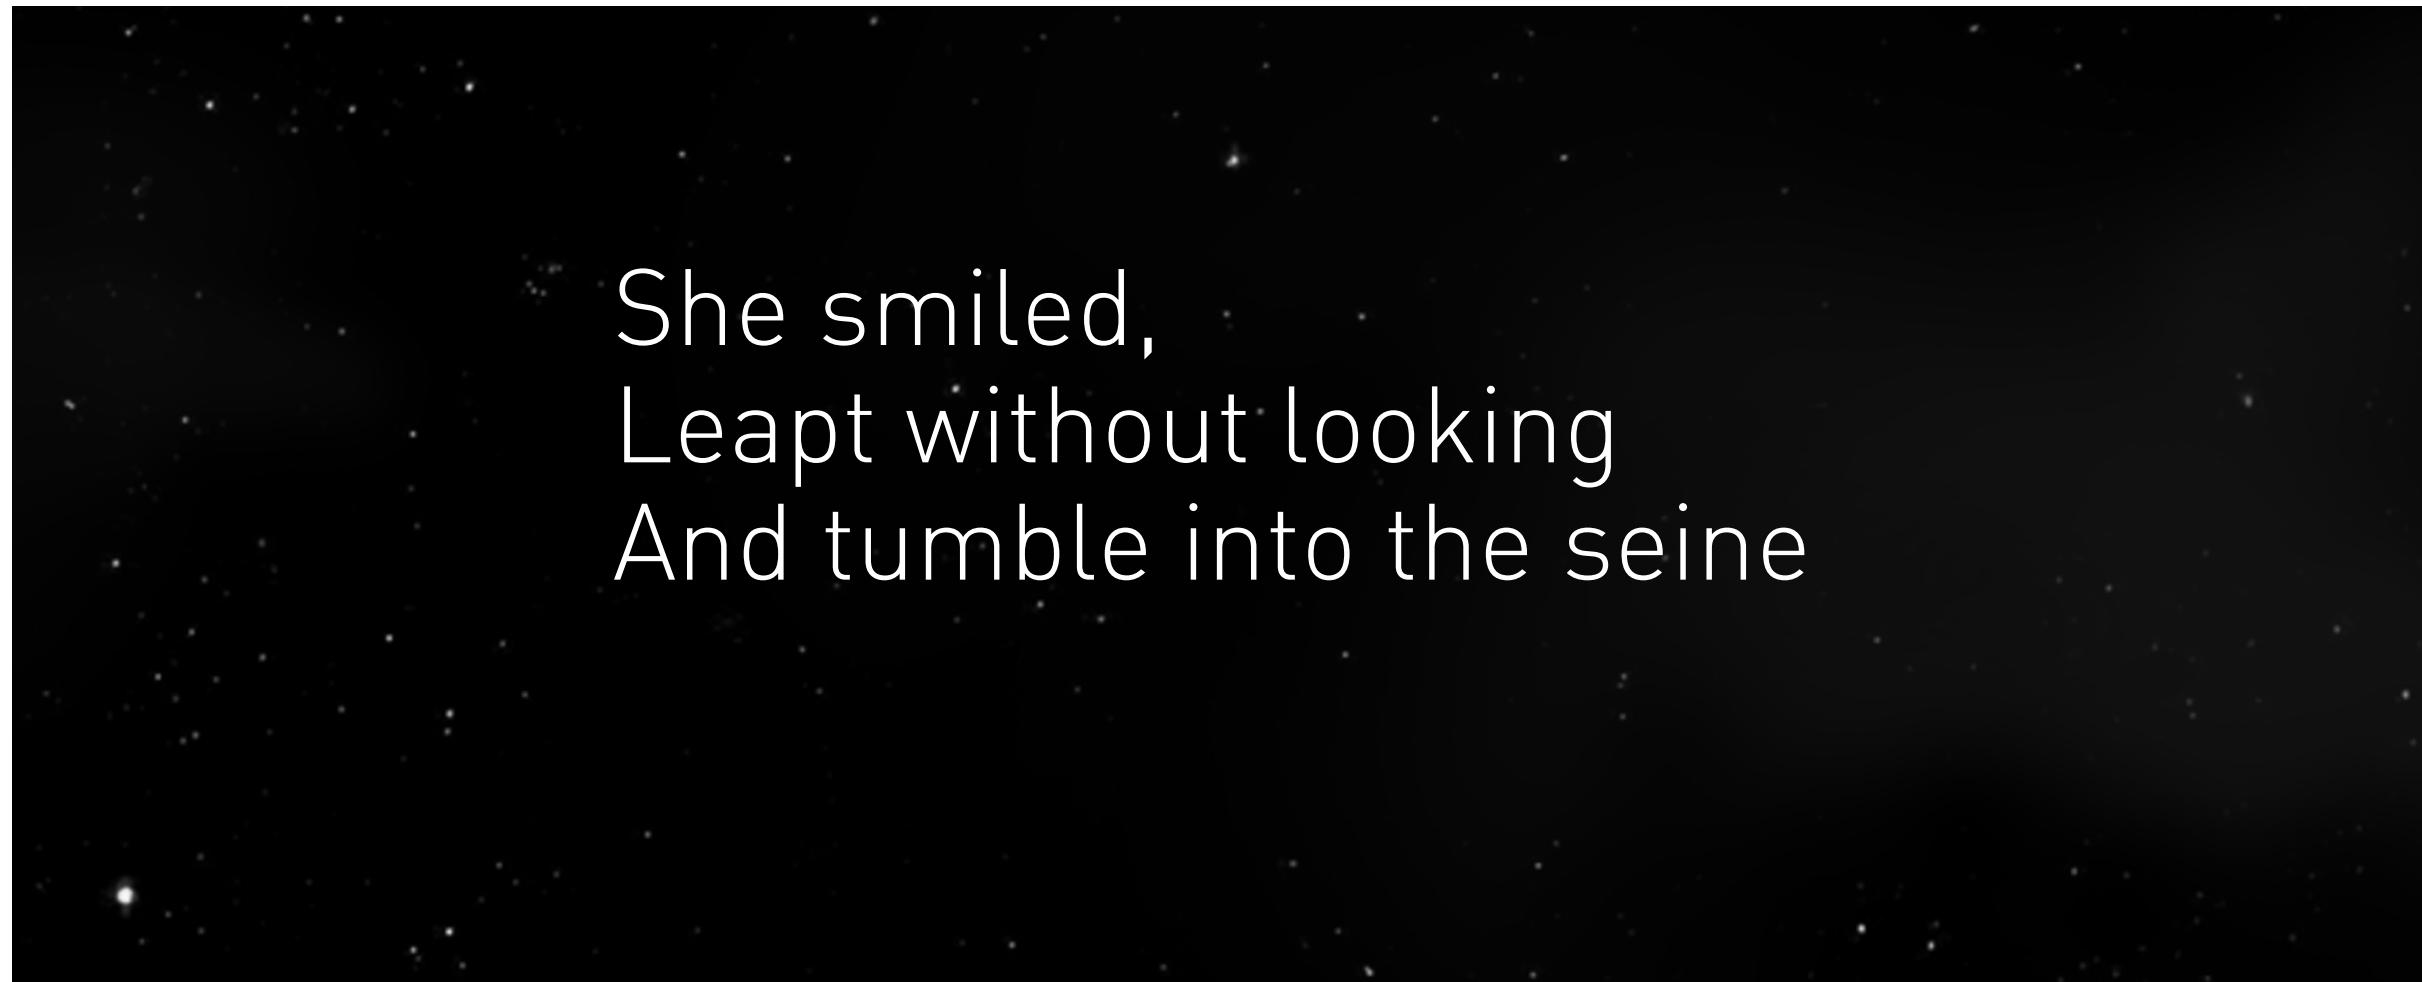 She smiled,
Leapt without looking
And tumble into the seine